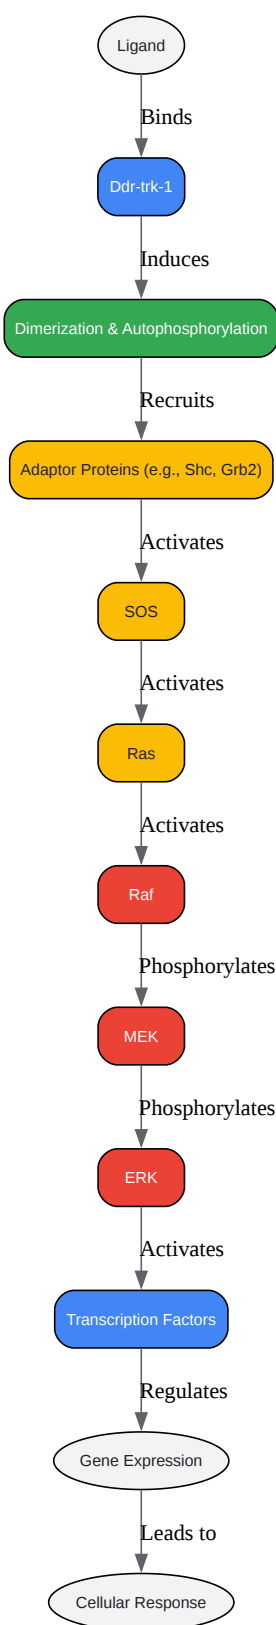 Ligand
Binds
Ddr-trk-1
Induces
Dimerization & Autophosphorylation
Recruits
Adaptor Proteins (e.g., Shc, Grb2)
Activates
SOS
Activates
Ras
Activates
Raf
Phosphorylates
MEK
Phosphorylates
ERK
Activates
Transcription Factors
Regulates
Gene Expression
Leads to
Cellular Response